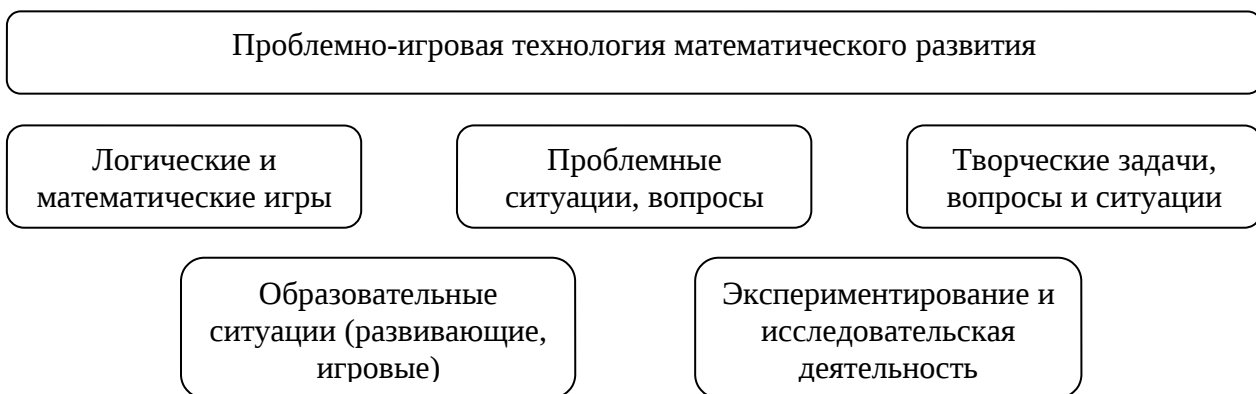 Проблемно-игровая технология математического развития
Логические и
математические игры
Проблемные
ситуации, вопросы
Творческие задачи,
вопросы и ситуации
Образовательные
ситуации (развивающие,
игровые)
Экспериментирование и
исследовательская
деятельность